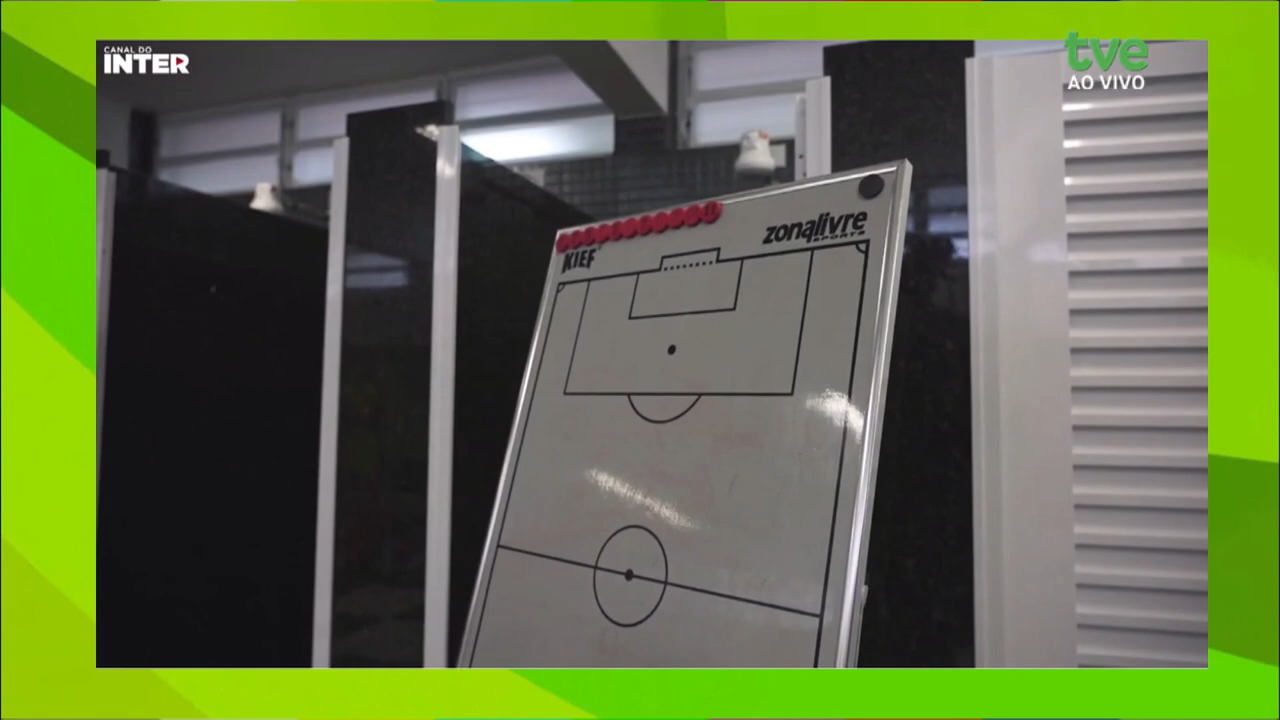 CANAL DO
INTER
tve
AO VIVO
KIEF
zonalivre
SPORTS